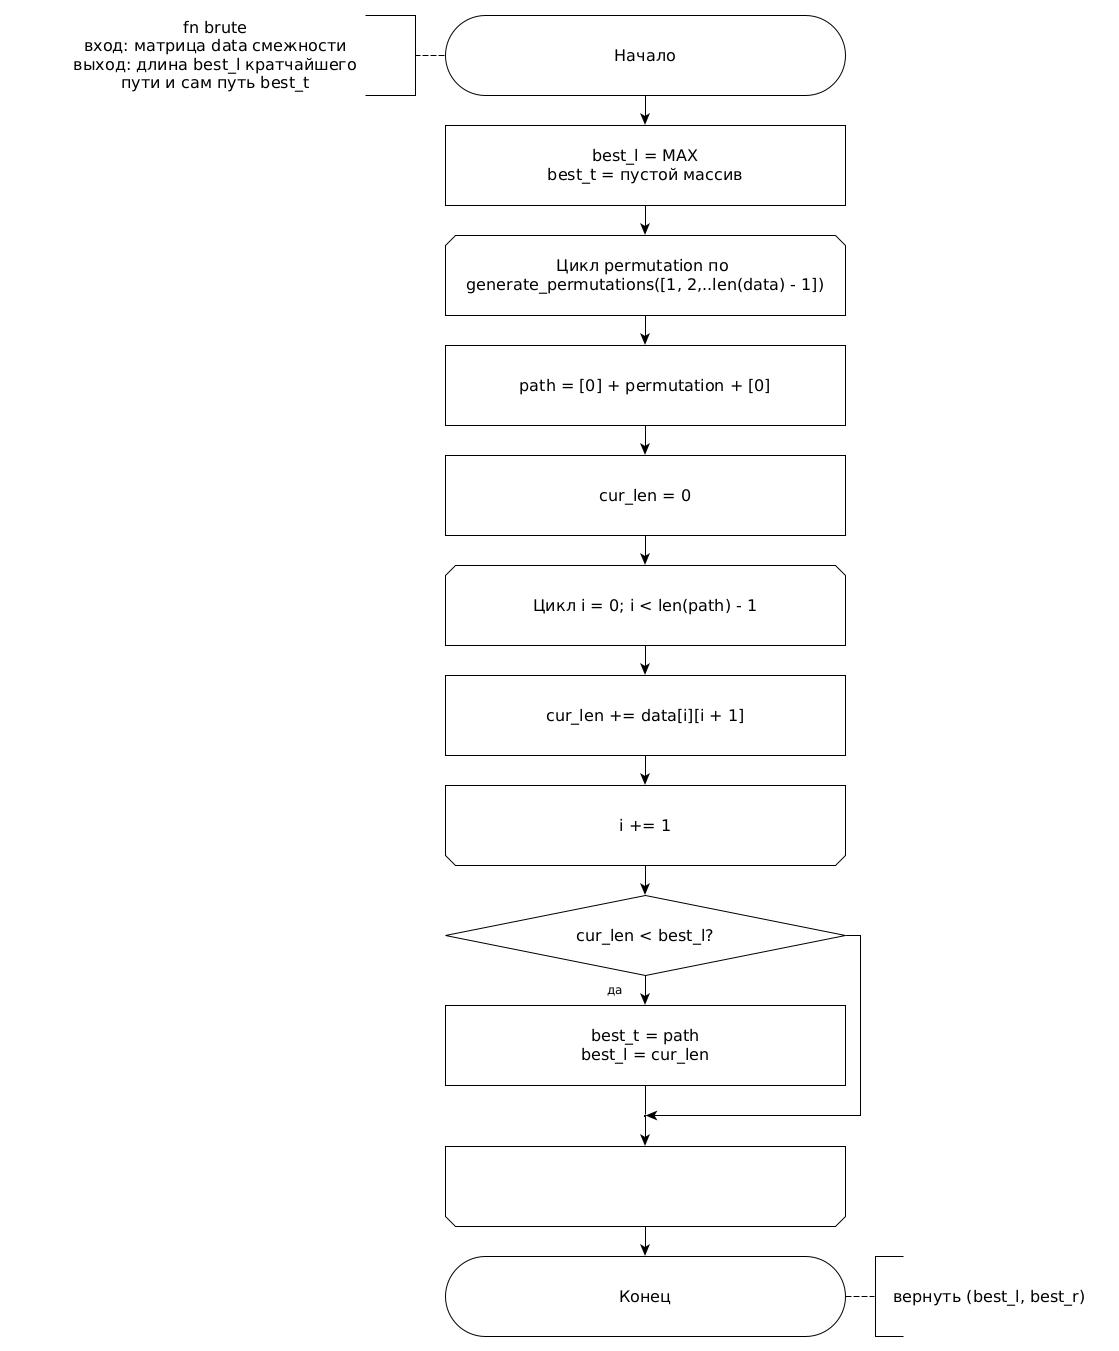 fn brute
вход: матрица data смежности
выход: длина best_l кратчайшего
пути и сам путь best_t
Начало
best_l = MAX
best_t = пустой массив
Цикл permutation по
generate_permutations([1, 2,..len(data) - 1])
path = [0] + permutation + [0]
cur_len = 0
Цикл i = 0; i < len(path) - 1
cur_len += data[i][i + 1]
i += 1
cur_len < best_l?
да
best_t = path
best_l = cur_len
Конец
вернуть (best_l, best_r)